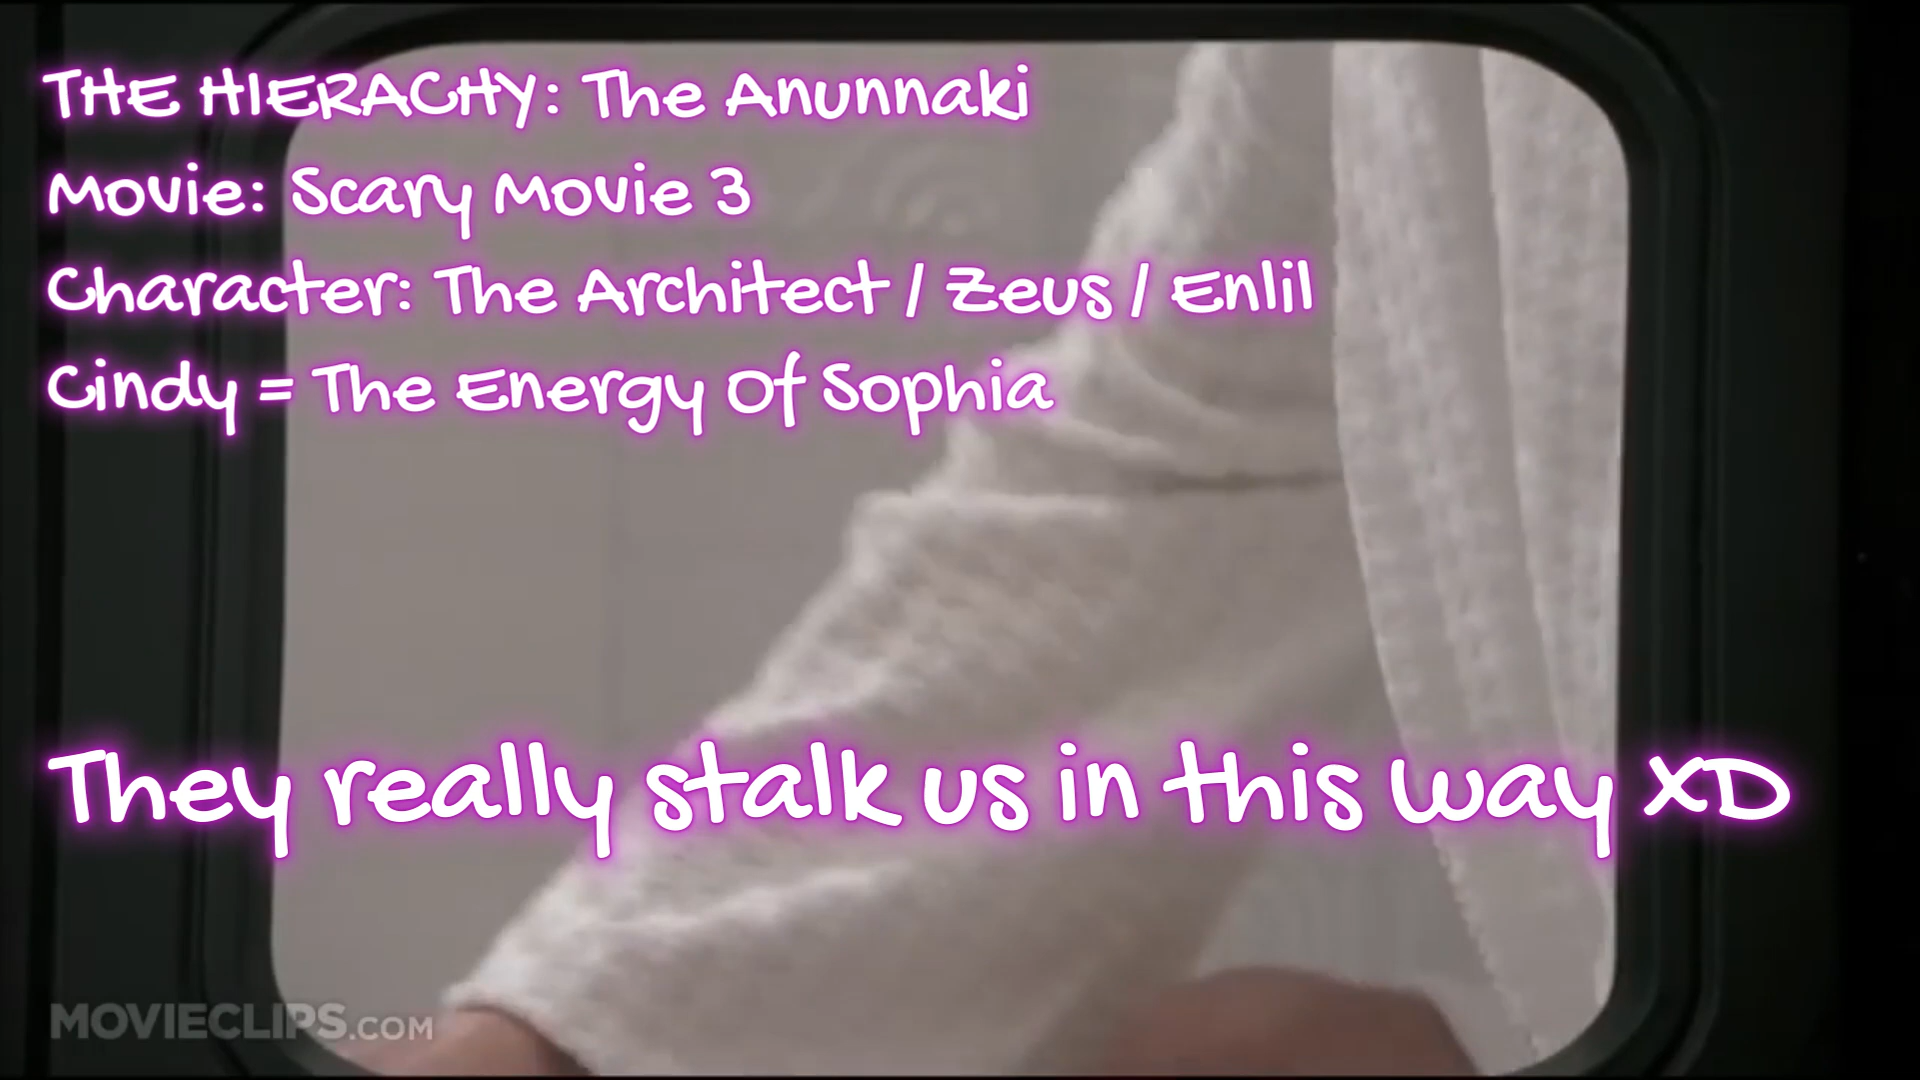 THE HIERACHY: The Anunnaki
Movie: Scary Movie 3
Character: The Architect / Zeus / Enlil
Cindy = The Energy Of Sophia
They really stalk us in this way XD
MOVIECLIPS.COM